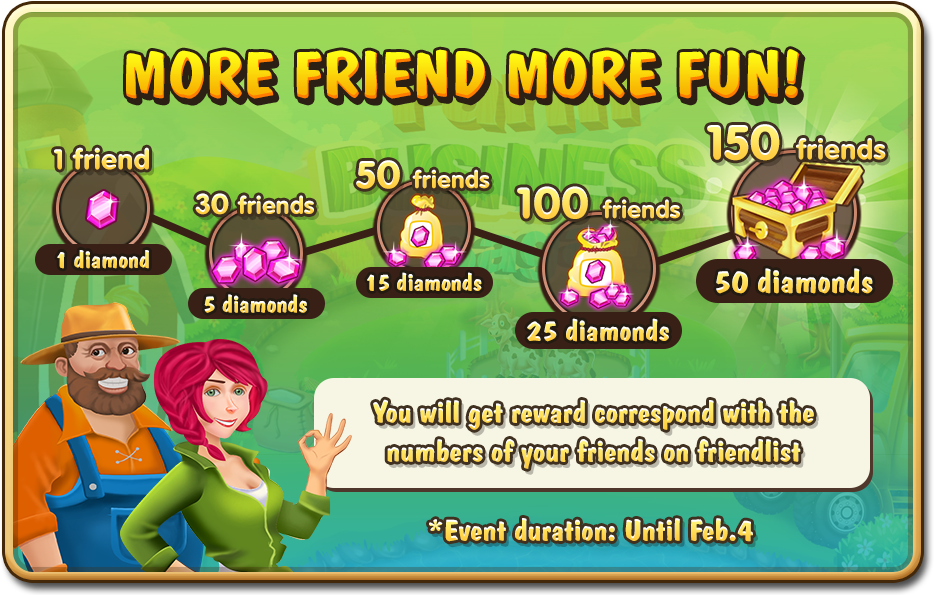 MORE FRIEND MORE FUN!
1 friend
1 diamond
30 friends
5 diamonds
50 friends
15 diamonds
100 friends
25 diamonds
150 friends
50 diamonds
BUSINESS
You will get reward correspond with the
numbers of your friends on friendlist
*Event duration: Until Feb.4